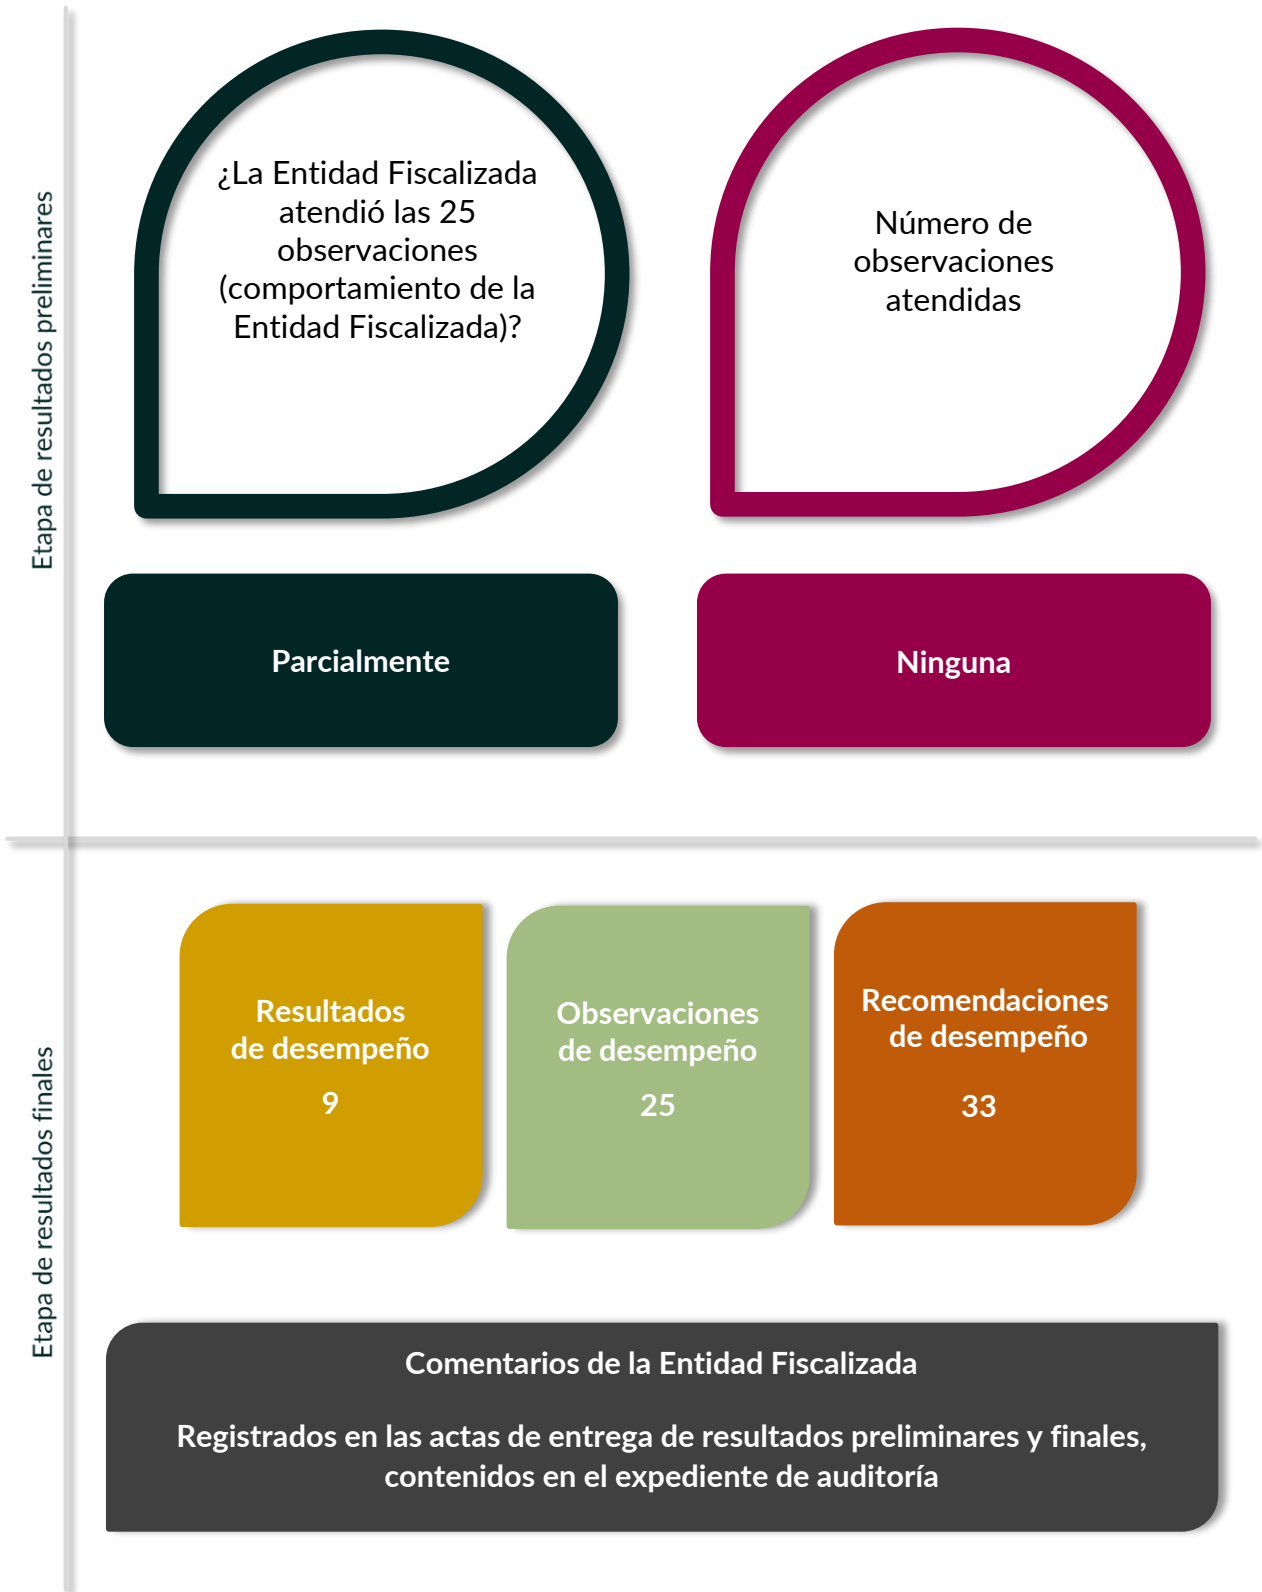 Etapa de resultados preliminares
¿La Entidad Fiscalizada
atendió las 25
observaciones
(comportamiento de la
Entidad Fiscalizada)?
Número de
observaciones
atendidas
Parcialmente
Ninguna
Etapa de resultados finales
Resultados
de desempeño
9
Observaciones
de desempeño
25
Recomendaciones
de desempeño
33
Comentarios de la Entidad Fiscalizada
Registrados en las actas de entrega de resultados preliminares y finales,
contenidos en el expediente de auditoría